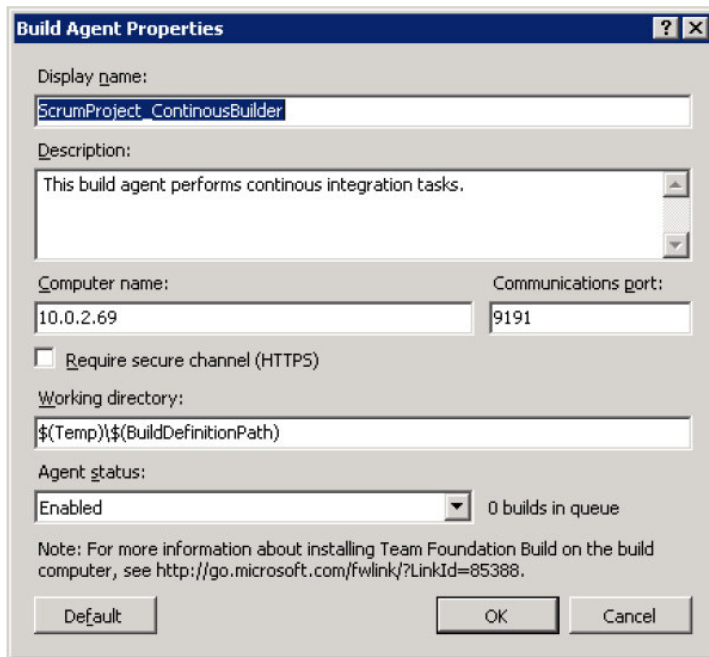 Build Agent Properties
Display name:
ScrumProject_ContinousBuilder
Description:
This build agent performs continous integration tasks.
Computer name: Communications port:
10.0.2.69 9191
Require secure channel (HTTPS)
Working directory:
$(Temp)\$(BuildDefinitionPath)
Agent status:
Enabled 0 builds in queue
Note: For more information about installing Team Foundation Build on the build
computer, see http://go.microsoft.com/fwlink/?LinkId=85388.
Default OK Cancel